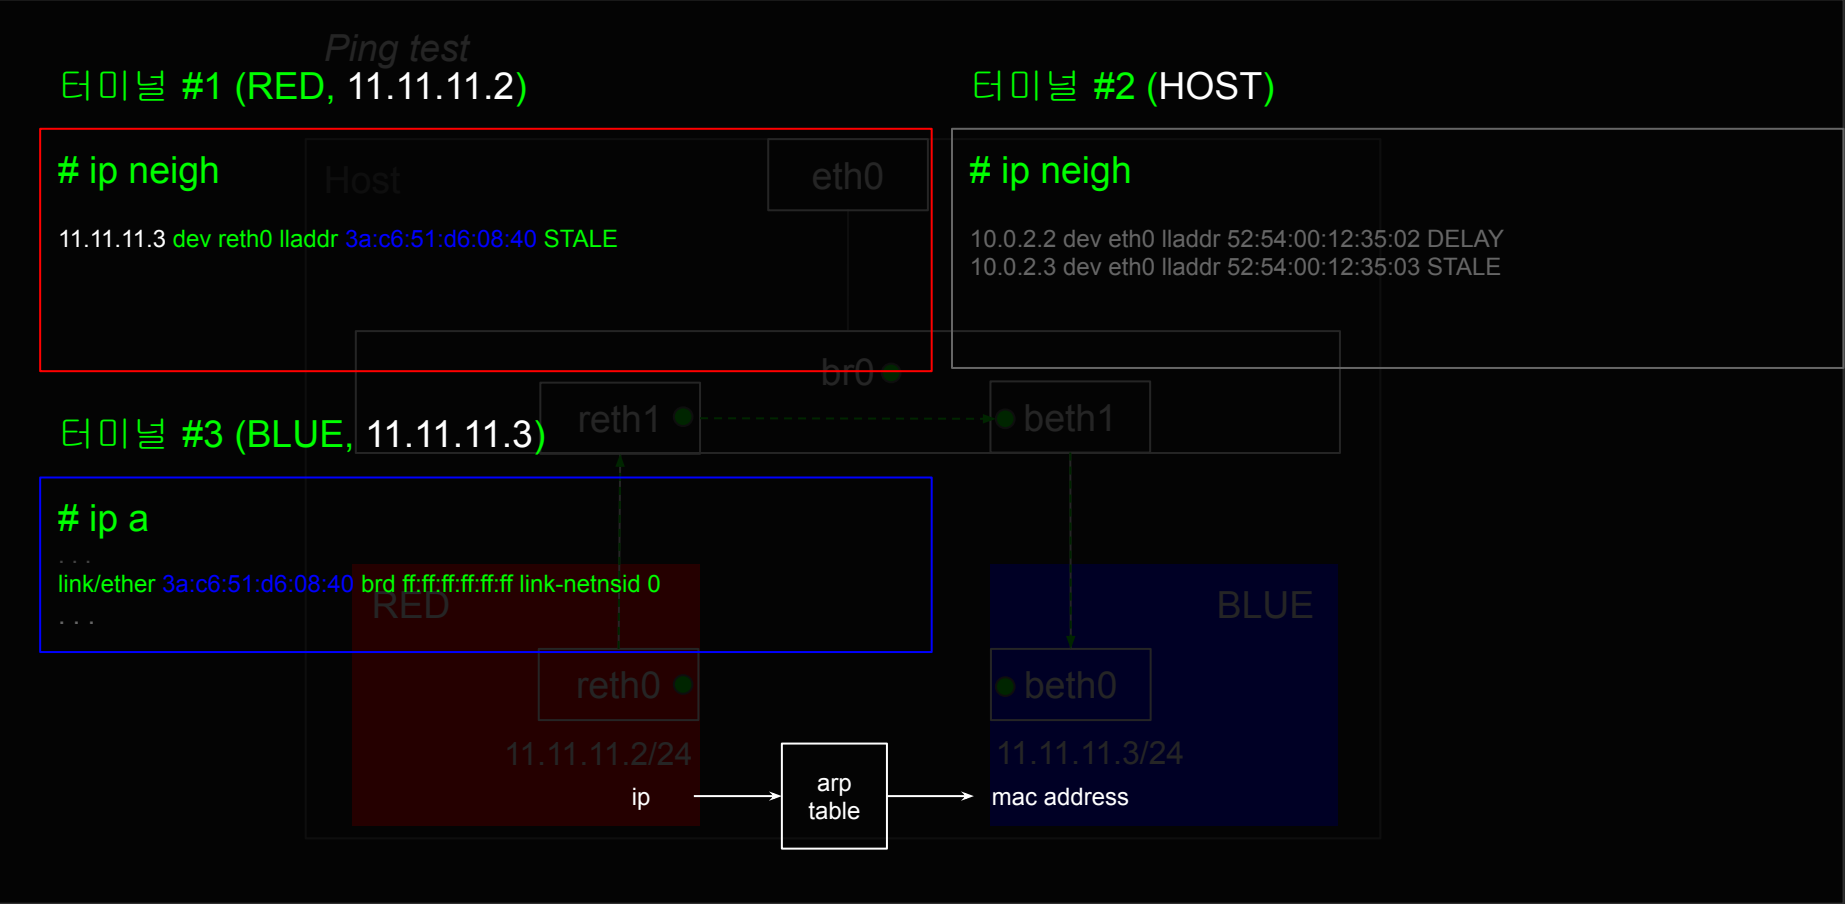 Ping test
터미널 #1 (RED, 11.11.11.2)
# ip neigh
11.11.11.3 dev reth0 lladdr 3a:c6:51:d6:08:40 STALE
터미널 #2 (HOST)
# ip neigh
10.0.2.2 dev eth0 lladdr 52:54:00:12:35:02 DELAY
10.0.2.3 dev eth0 lladdr 52:54:00:12:35:03 STALE
Host
eth0
br0
reth1
beth1
터미널 #3 (BLUE, 11.11.11.3)
# ip a
. . .
link/ether 3a:c6:51:d6:08:40 brd ff:ff:ff:ff:ff:ff link-netnsid 0
. . .
RED
BLUE
reth0
beth0
11.11.11.2/24
11.11.11.3/24
ip
arp
table
mac address